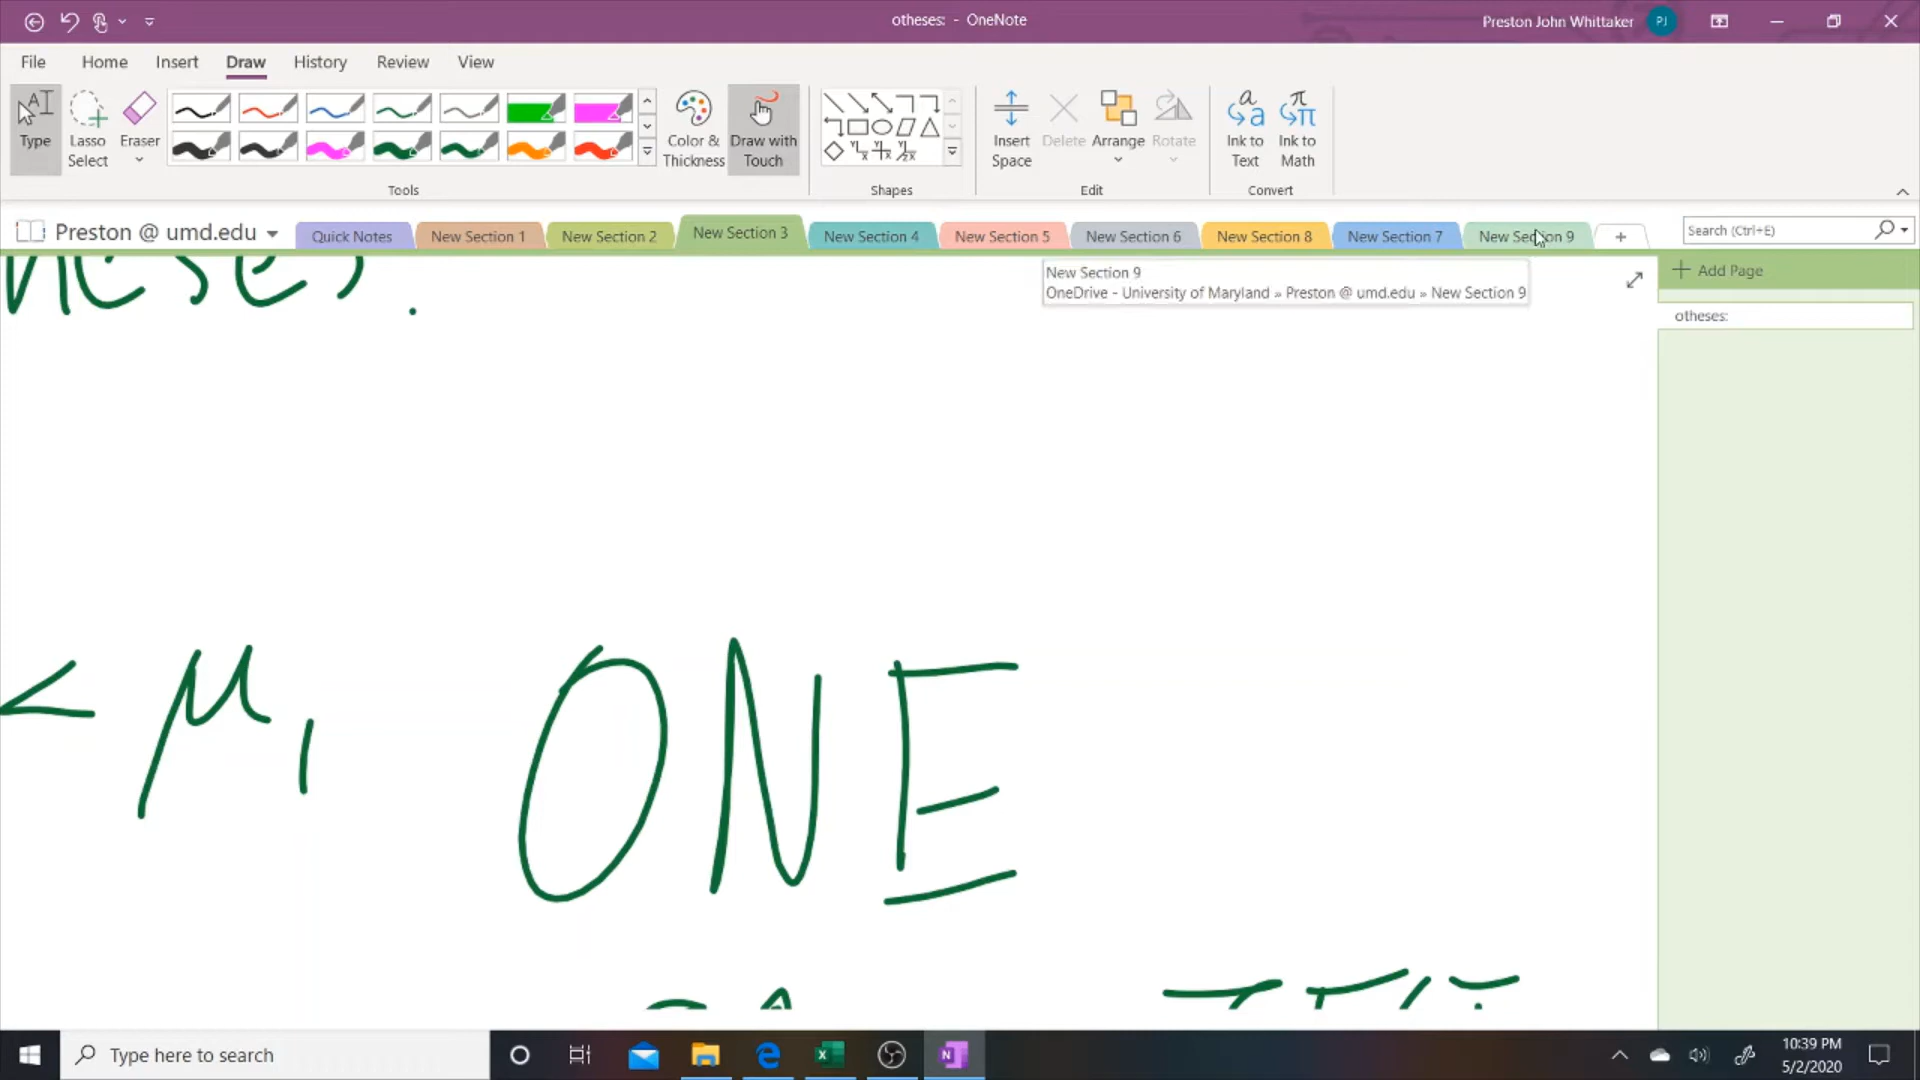 otheses: - OneNote
Preston John Whittaker
PJ
File
Home
Insert
Draw
History
Review
View
Type
Lasso Select
Eraser
Color & Thickness
Draw with Touch
Insert Space
Delete
Arrange
Rotate
Ink to Text
Ink to Math
Tools
Shapes
Edit
Convert
Preston @ umd.edu
Quick Notes
New Section 1
New Section 2
New Section 3
New Section 4
New Section 5
New Section 6
New Section 8
New Section 7
New Section 9
+
Search (Ctrl+E)
New Section 9
OneDrive - University of Maryland » Preston @ umd.edu » New Section 9
Add Page
otheses:
heses.
< μ₁ ONE
Type here to search
10:39 PM
5/2/2020